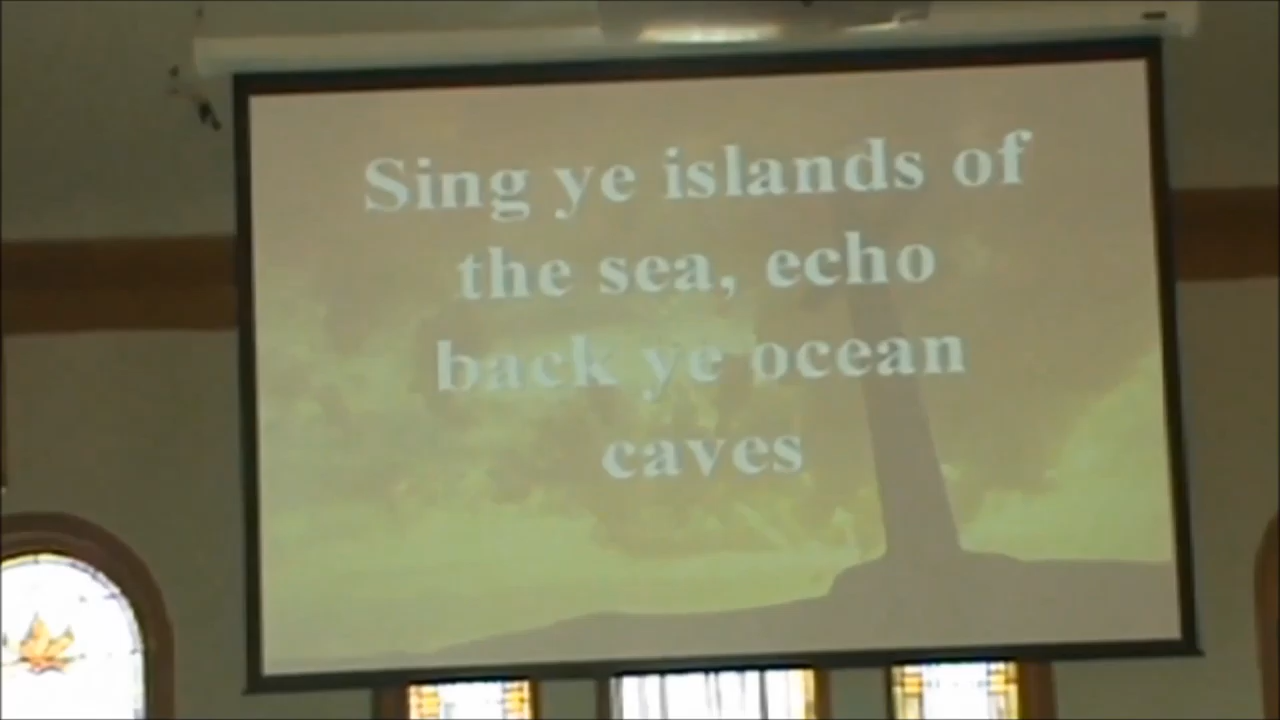 Sing ye islands of
the sea, echo
back ye ocean
caves